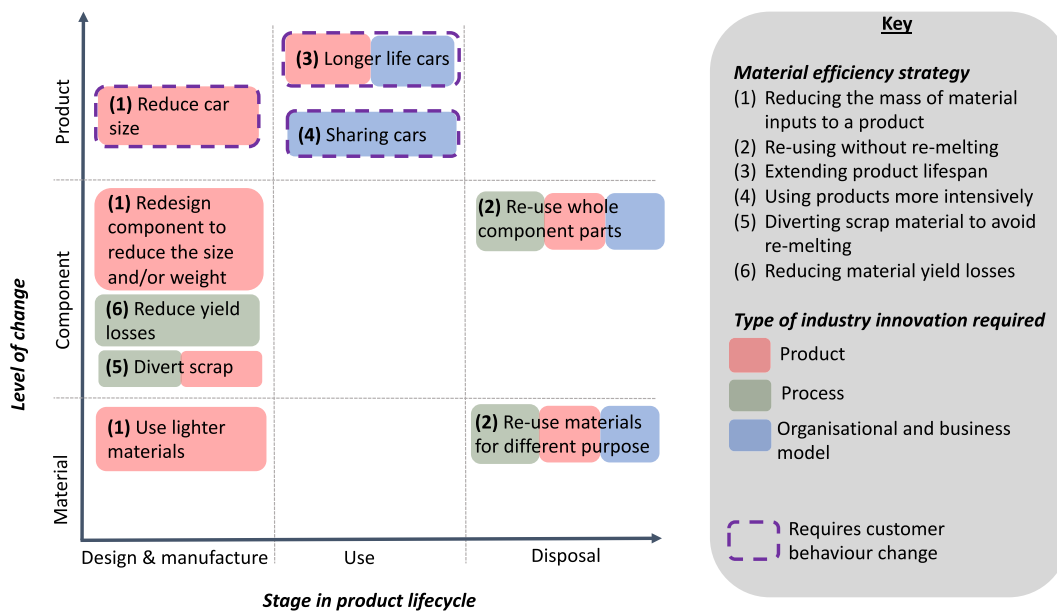 Level of change
Product
Component
Material
(1) Reduce car
size
(3) Longer life cars
(4) Sharing cars
(1) Redesign
component to
reduce the size
and/or weight
(6) Reduce yield
losses
(5) Divert scrap
(2) Re-use whole
component parts
(1) Use lighter
materials
(2) Re-use materials
for different purpose
Design & manufacture
Use
Disposal
Stage in product lifecycle
Key
Material efficiency strategy
(1) Reducing the mass of material
inputs to a product
(2) Re-using without re-melting
(3) Extending product lifespan
(4) Using products more intensively
(5) Diverting scrap material to avoid
re-melting
(6) Reducing material yield losses
Type of industry innovation required
Product
Process
Organisational and business
model
Requires customer
behaviour change